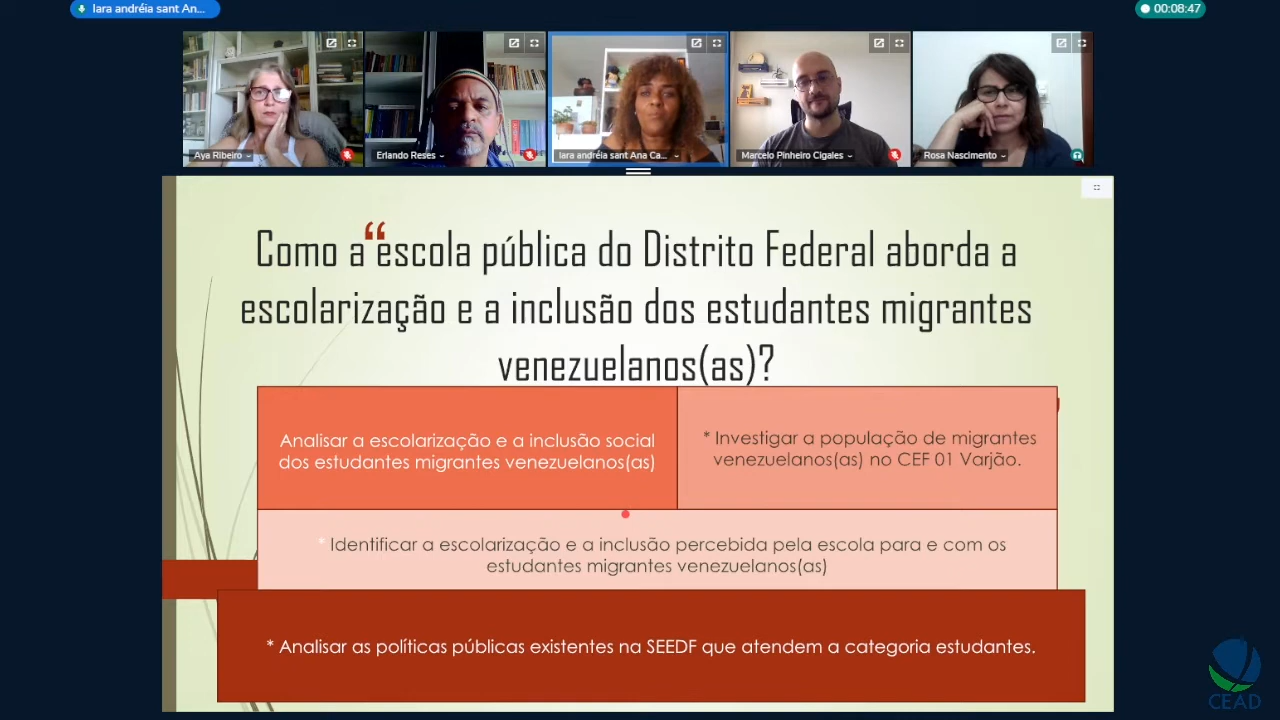 Iara andréia sant An...
00:08:47
Aya Ribeiro
Erlando Reses
Iara andréia sant Ana Ca...
Marcelo Pinheiro Cigales
Rosa Nascimento
“
Como a escola pública do Distrito Federal aborda a
escolarização e a inclusão dos estudantes migrantes
venezuelanos(as)?
Analisar a escolarização e a inclusão social
dos estudantes migrantes venezuelanos(as)
* Investigar a população de migrantes
venezuelanos(as) no CEF 01 Varjão.
* Identificar a escolarização e a inclusão percebida pela escola para e com os
estudantes migrantes venezuelanos(as)
* Analisar as políticas públicas existentes na SEEDF que atendem a categoria estudantes.
CEAD